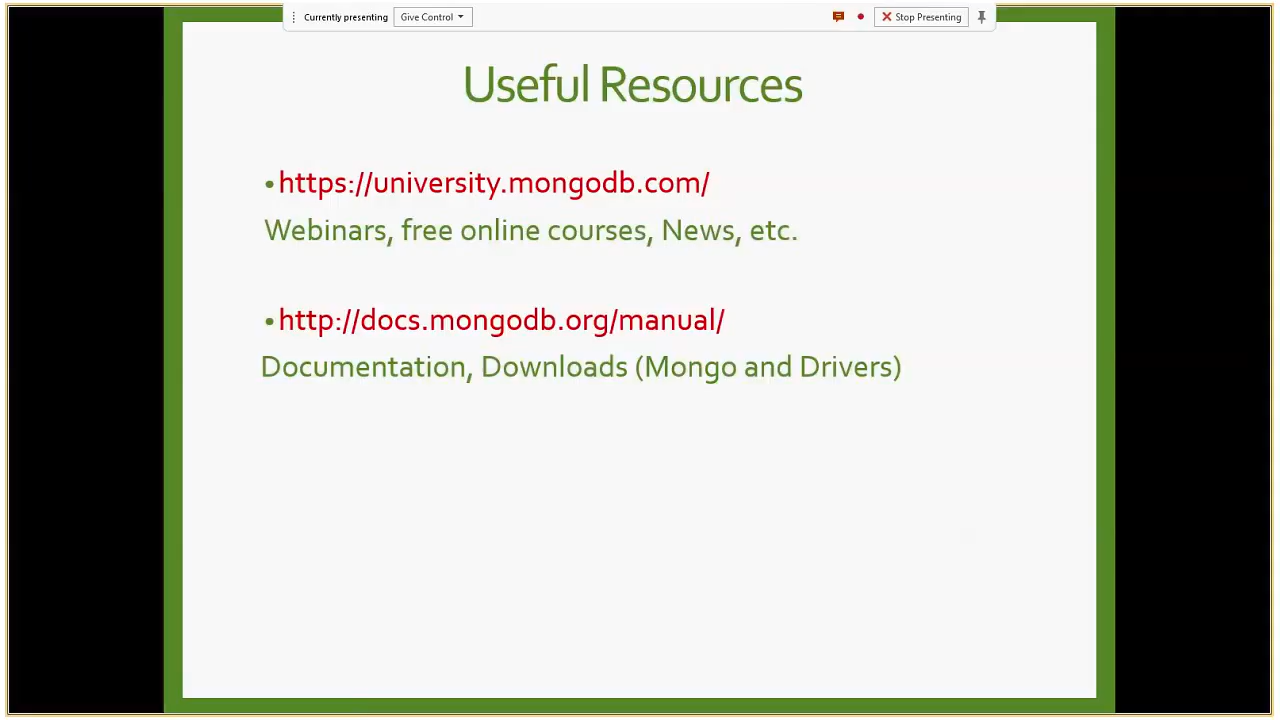 Currently presenting Give Control Stop Presenting
Useful Resources
•https://university.mongodb.com/
Webinars, free online courses, News, etc.
•http://docs.mongodb.org/manual/
Documentation, Downloads (Mongo and Drivers)